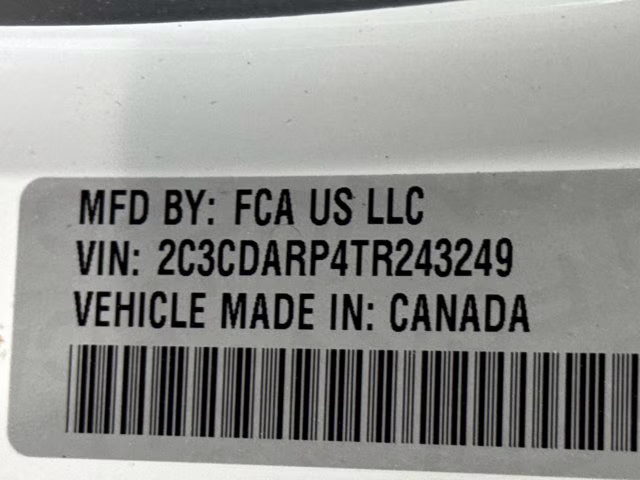 MFD BY: FCA US LLC
VIN: 2C3CDARP4TR243249
VEHICLE MADE IN: CANADA